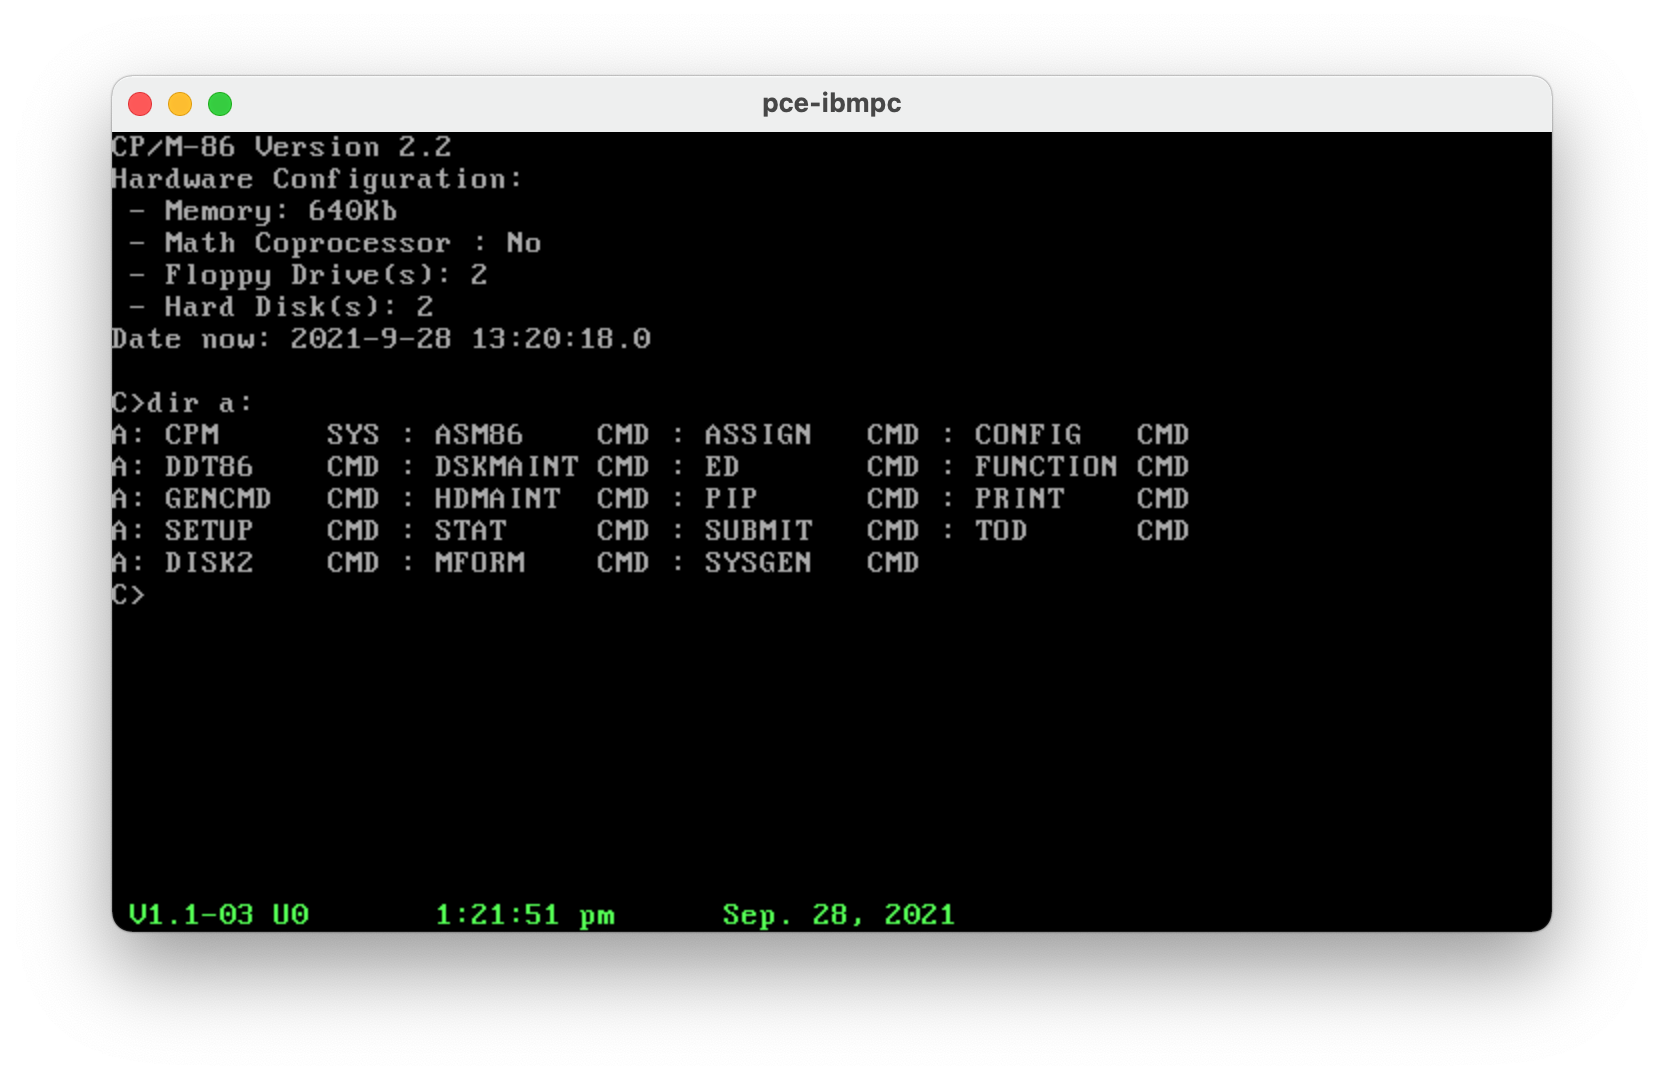 pce-ibmpc
CP/M-86 Version 2.2
Hardware Configuration:
 - Memory: 640Kb
 - Math Coprocessor : No
 - Floppy Drive(s): 2
 - Hard Disk(s): 2
Date now: 2021-9-28 13:20:18.0

C>dir a:
A: CPM      SYS : ASM86    CMD : ASSIGN   CMD : CONFIG   CMD
A: DDT86    CMD : DSKMAINT CMD : ED       CMD : FUNCTION CMD
A: GENCMD   CMD : HDMAINT  CMD : PIP      CMD : PRINT    CMD
A: SETUP    CMD : STAT     CMD : SUBMIT   CMD : TOD      CMD
A: DISK2    CMD : MFORM    CMD : SYSGEN   CMD
C>
V1.1-03 U0       1:21:51 pm      Sep. 28, 2021